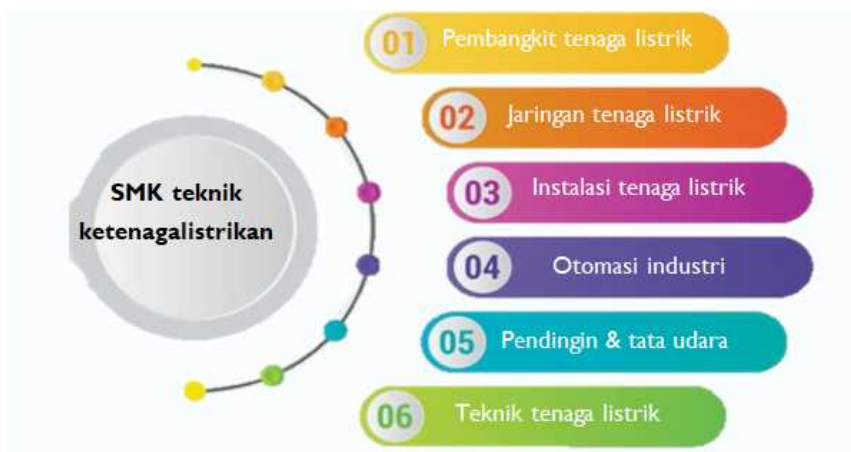 SMK teknik
ketenagalistrikan
01 Pembangkit tenaga listrik
02 Jaringan tenaga listrik
03 Instalasi tenaga listrik
04 Otomasi industri
05 Pendingin & tata udara
06 Teknik tenaga listrik